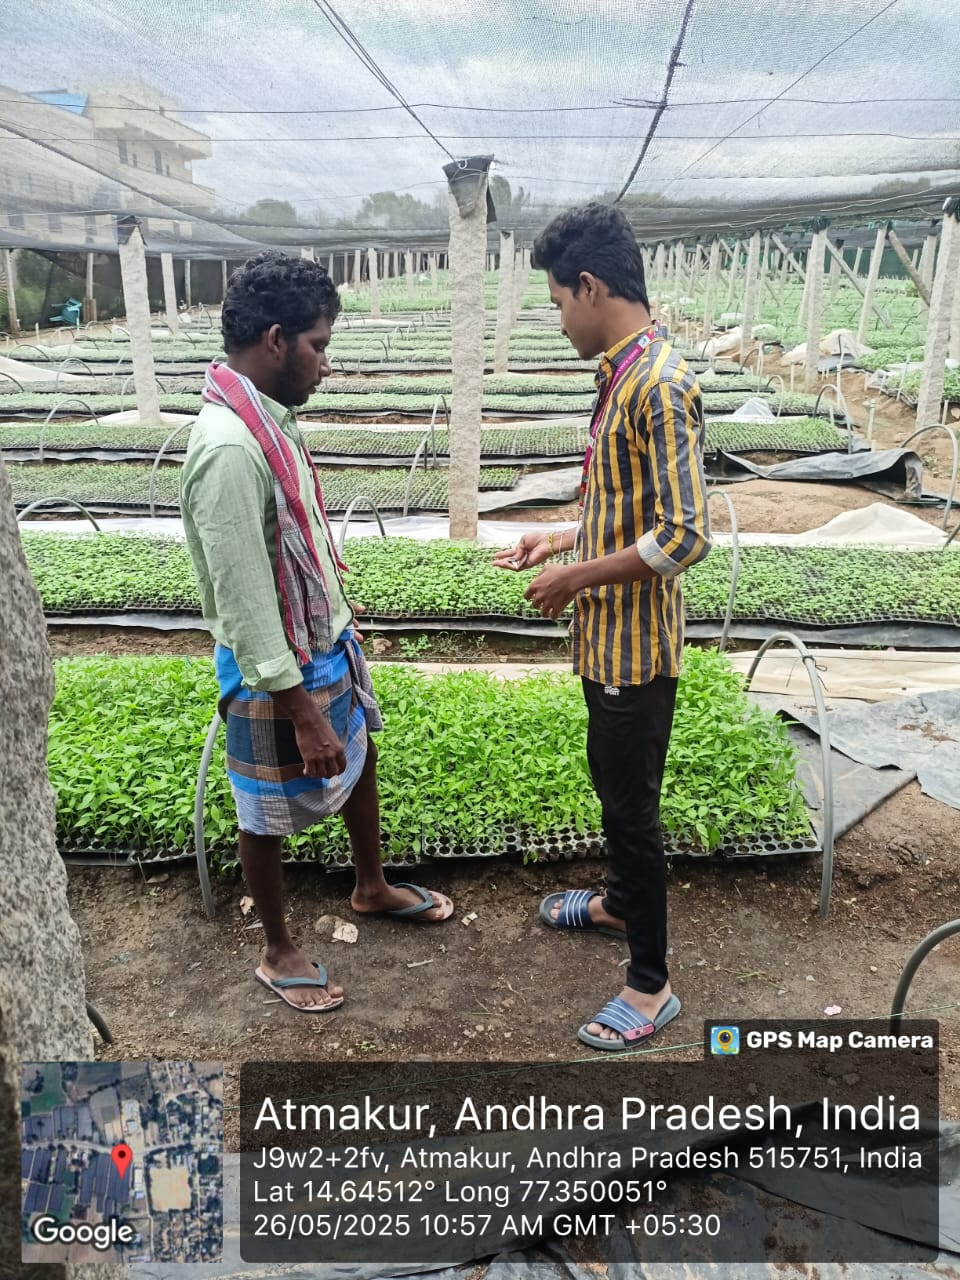 GPS Map Camera
Atmakur, Andhra Pradesh, India
J9w2+2fv, Atmakur, Andhra Pradesh 515751, India
Lat 14.64512° Long 77.350051°
26/05/2025 10:57 AM GMT +05:30
Google